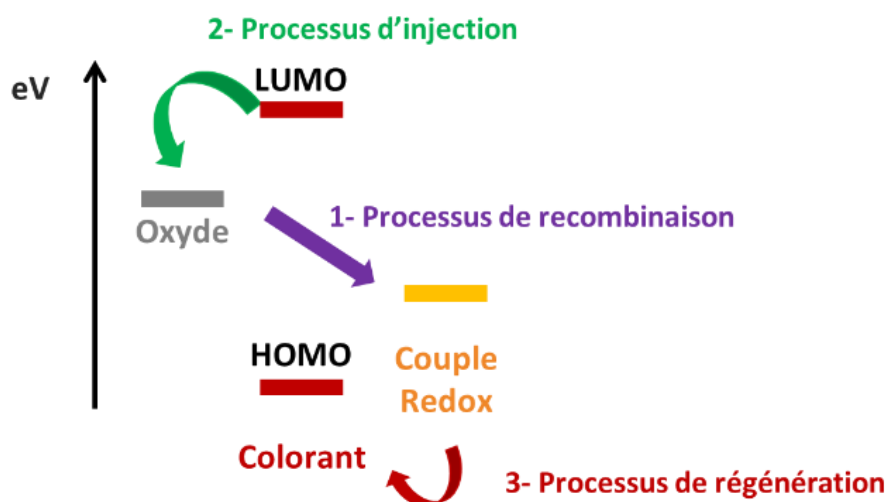 2- Processus d'injection
eV
LUMO
Oxyde
1- Processus de recombinaison
HOMO
Couple
Redox
Colorant
3- Processus de régénération